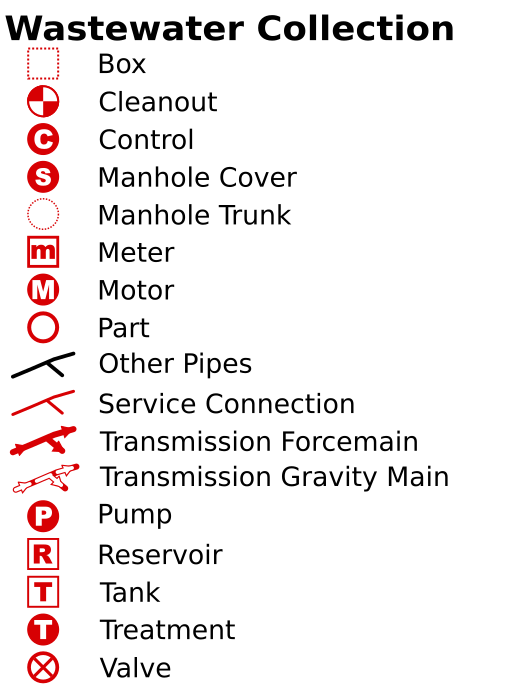 Wastewater Collection
Box
Cleanout
C Control
S Manhole Cover
Manhole Trunk
m Meter
M Motor
Part
Other Pipes
Service Connection
Transmission Forcemain
Transmission Gravity Main
P Pump
R Reservoir
T Tank
T Treatment
Valve